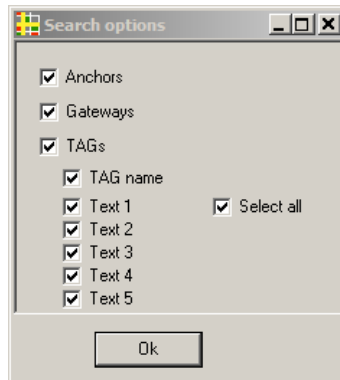 Search options
Anchors
Gateways
TAGs
TAG name
Text 1 Select all
Text 2
Text 3
Text 4
Text 5
Ok